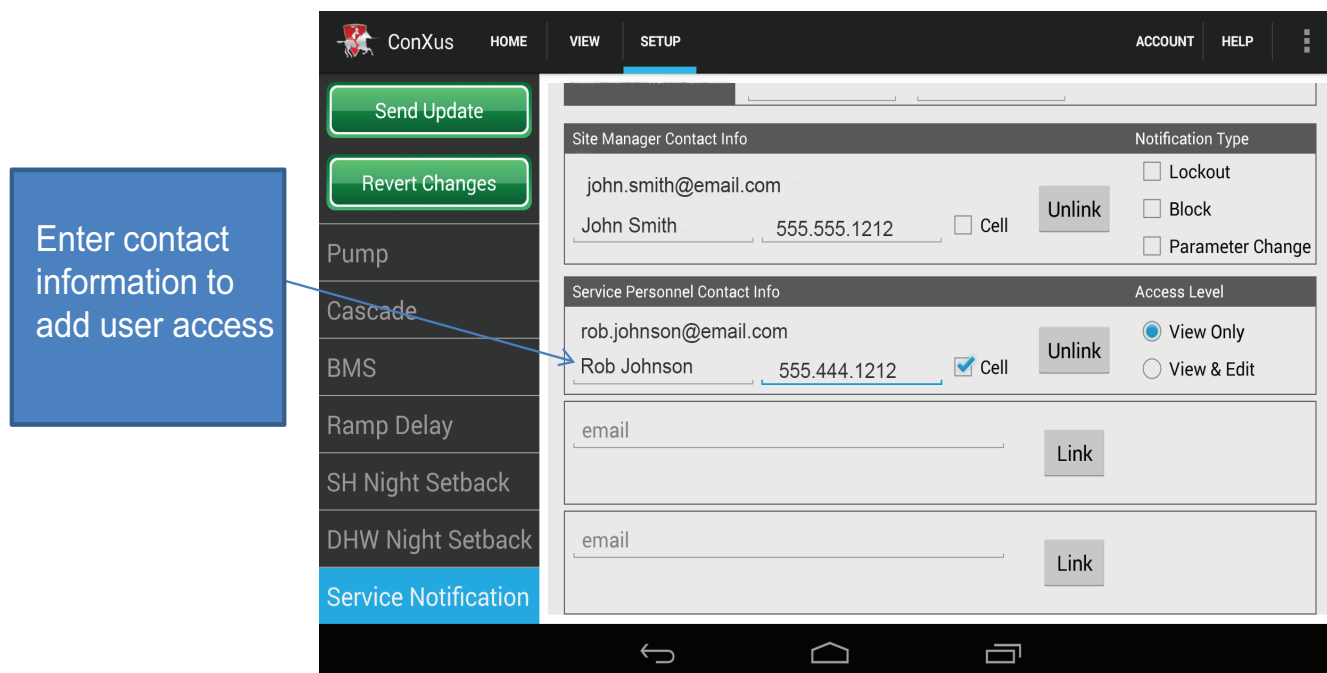 ConXus HOME VIEW SETUP ACCOUNT HELP
Enter contact
information to
add user access
Send Update
Revert Changes
Pump
Cascade
BMS
Ramp Delay
SH Night Setback
DHW Night Setback
Service Notification
Site Manager Contact Info Notification Type
john.smith@email.com
John Smith 555.555.1212 Cell Unlink
Lockout
Block
Parameter Change
Service Personnel Contact Info Access Level
rob.johnson@email.com
Rob Johnson 555.444.1212 Cell Unlink
View Only
View & Edit
email
Link
email
Link